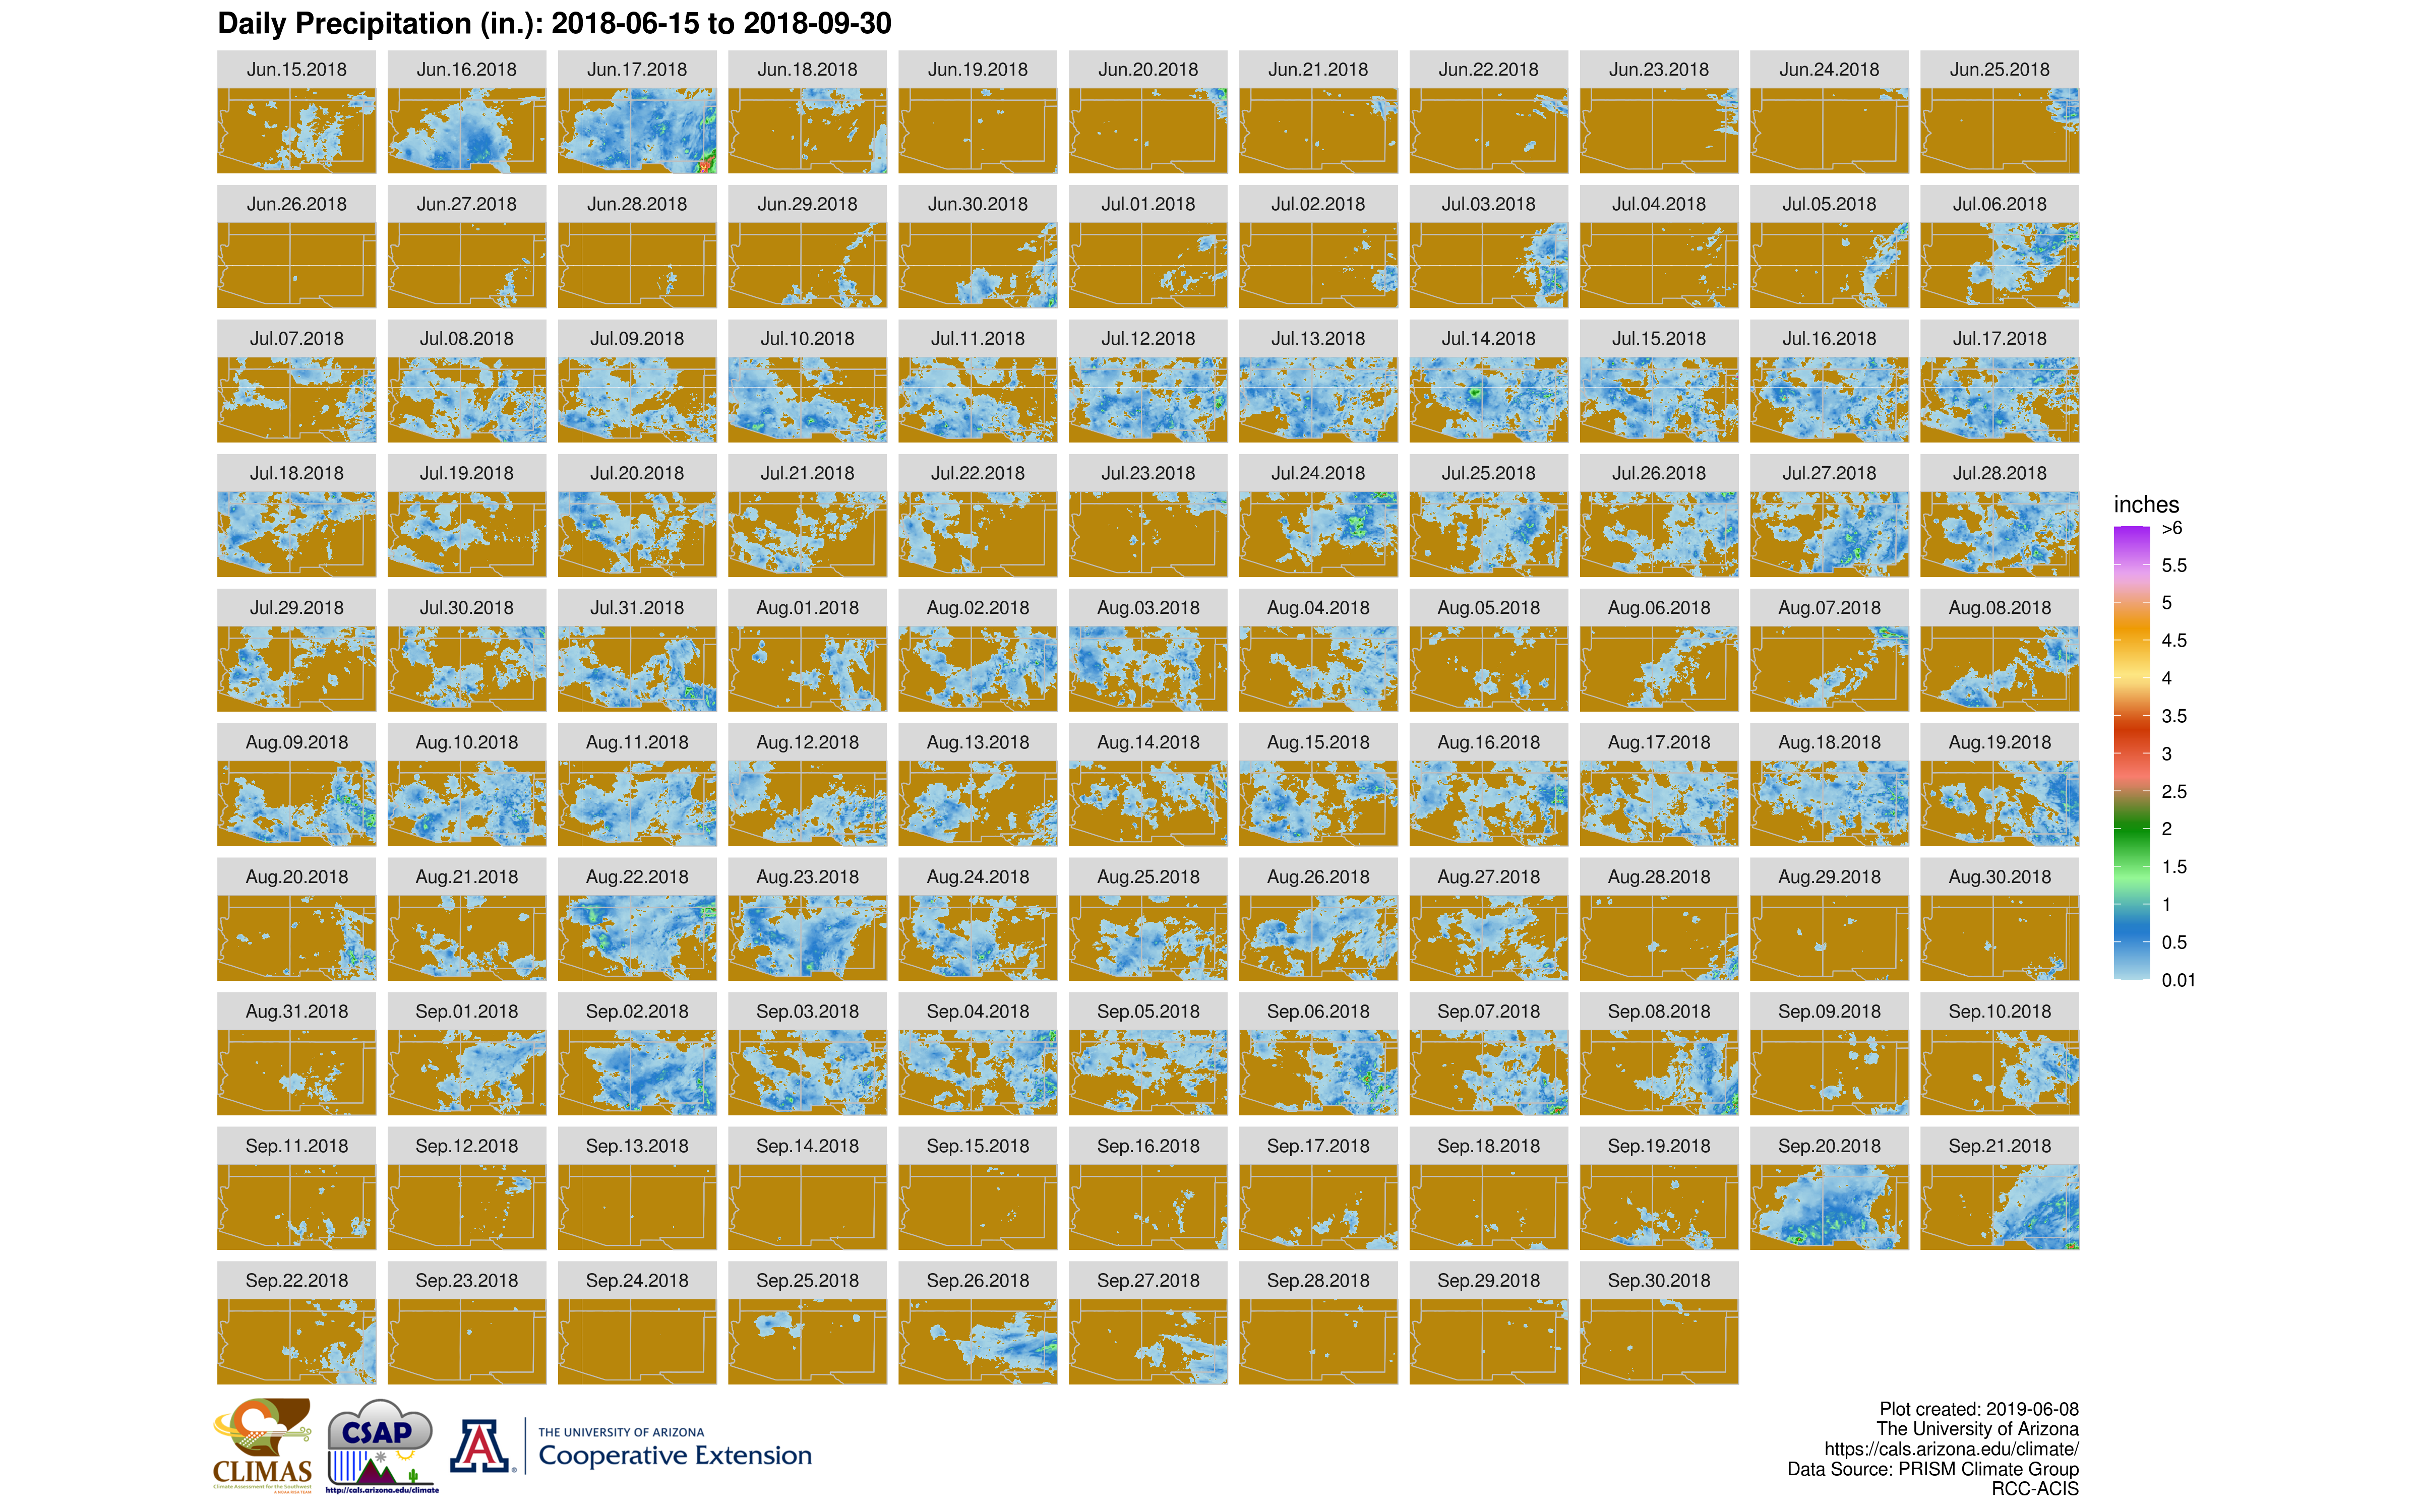 Daily Precipitation (in.): 2018-06-15 to 2018-09-30
Jun.15.2018 Jun.16.2018 Jun.17.2018 Jun.18.2018 Jun.19.2018 Jun.20.2018 Jun.21.2018 Jun.22.2018 Jun.23.2018 Jun.24.2018 Jun.25.2018
Jun.26.2018 Jun.27.2018 Jun.28.2018 Jun.29.2018 Jun.30.2018 Jul.01.2018 Jul.02.2018 Jul.03.2018 Jul.04.2018 Jul.05.2018 Jul.06.2018
Jul.07.2018 Jul.08.2018 Jul.09.2018 Jul.10.2018 Jul.11.2018 Jul.12.2018 Jul.13.2018 Jul.14.2018 Jul.15.2018 Jul.16.2018 Jul.17.2018
Jul.18.2018 Jul.19.2018 Jul.20.2018 Jul.21.2018 Jul.22.2018 Jul.23.2018 Jul.24.2018 Jul.25.2018 Jul.26.2018 Jul.27.2018 Jul.28.2018
Jul.29.2018 Jul.30.2018 Jul.31.2018 Aug.01.2018 Aug.02.2018 Aug.03.2018 Aug.04.2018 Aug.05.2018 Aug.06.2018 Aug.07.2018 Aug.08.2018
Aug.09.2018 Aug.10.2018 Aug.11.2018 Aug.12.2018 Aug.13.2018 Aug.14.2018 Aug.15.2018 Aug.16.2018 Aug.17.2018 Aug.18.2018 Aug.19.2018
Aug.20.2018 Aug.21.2018 Aug.22.2018 Aug.23.2018 Aug.24.2018 Aug.25.2018 Aug.26.2018 Aug.27.2018 Aug.28.2018 Aug.29.2018 Aug.30.2018
Aug.31.2018 Sep.01.2018 Sep.02.2018 Sep.03.2018 Sep.04.2018 Sep.05.2018 Sep.06.2018 Sep.07.2018 Sep.08.2018 Sep.09.2018 Sep.10.2018
Sep.11.2018 Sep.12.2018 Sep.13.2018 Sep.14.2018 Sep.15.2018 Sep.16.2018 Sep.17.2018 Sep.18.2018 Sep.19.2018 Sep.20.2018 Sep.21.2018
Sep.22.2018 Sep.23.2018 Sep.24.2018 Sep.25.2018 Sep.26.2018 Sep.27.2018 Sep.28.2018 Sep.29.2018 Sep.30.2018
inches
>6
5.5
5
4.5
4
3.5
3
2.5
2
1.5
1
0.5
0.01
CLIMAS
Climate Assessment for the Southwest
A NOAA RISA TEAM
CSAP
http://cals.arizona.edu/climate
A
THE UNIVERSITY OF ARIZONA
Cooperative Extension
Plot created: 2019-06-08
The University of Arizona
https://cals.arizona.edu/climate/
Data Source: PRISM Climate Group
RCC-ACIS